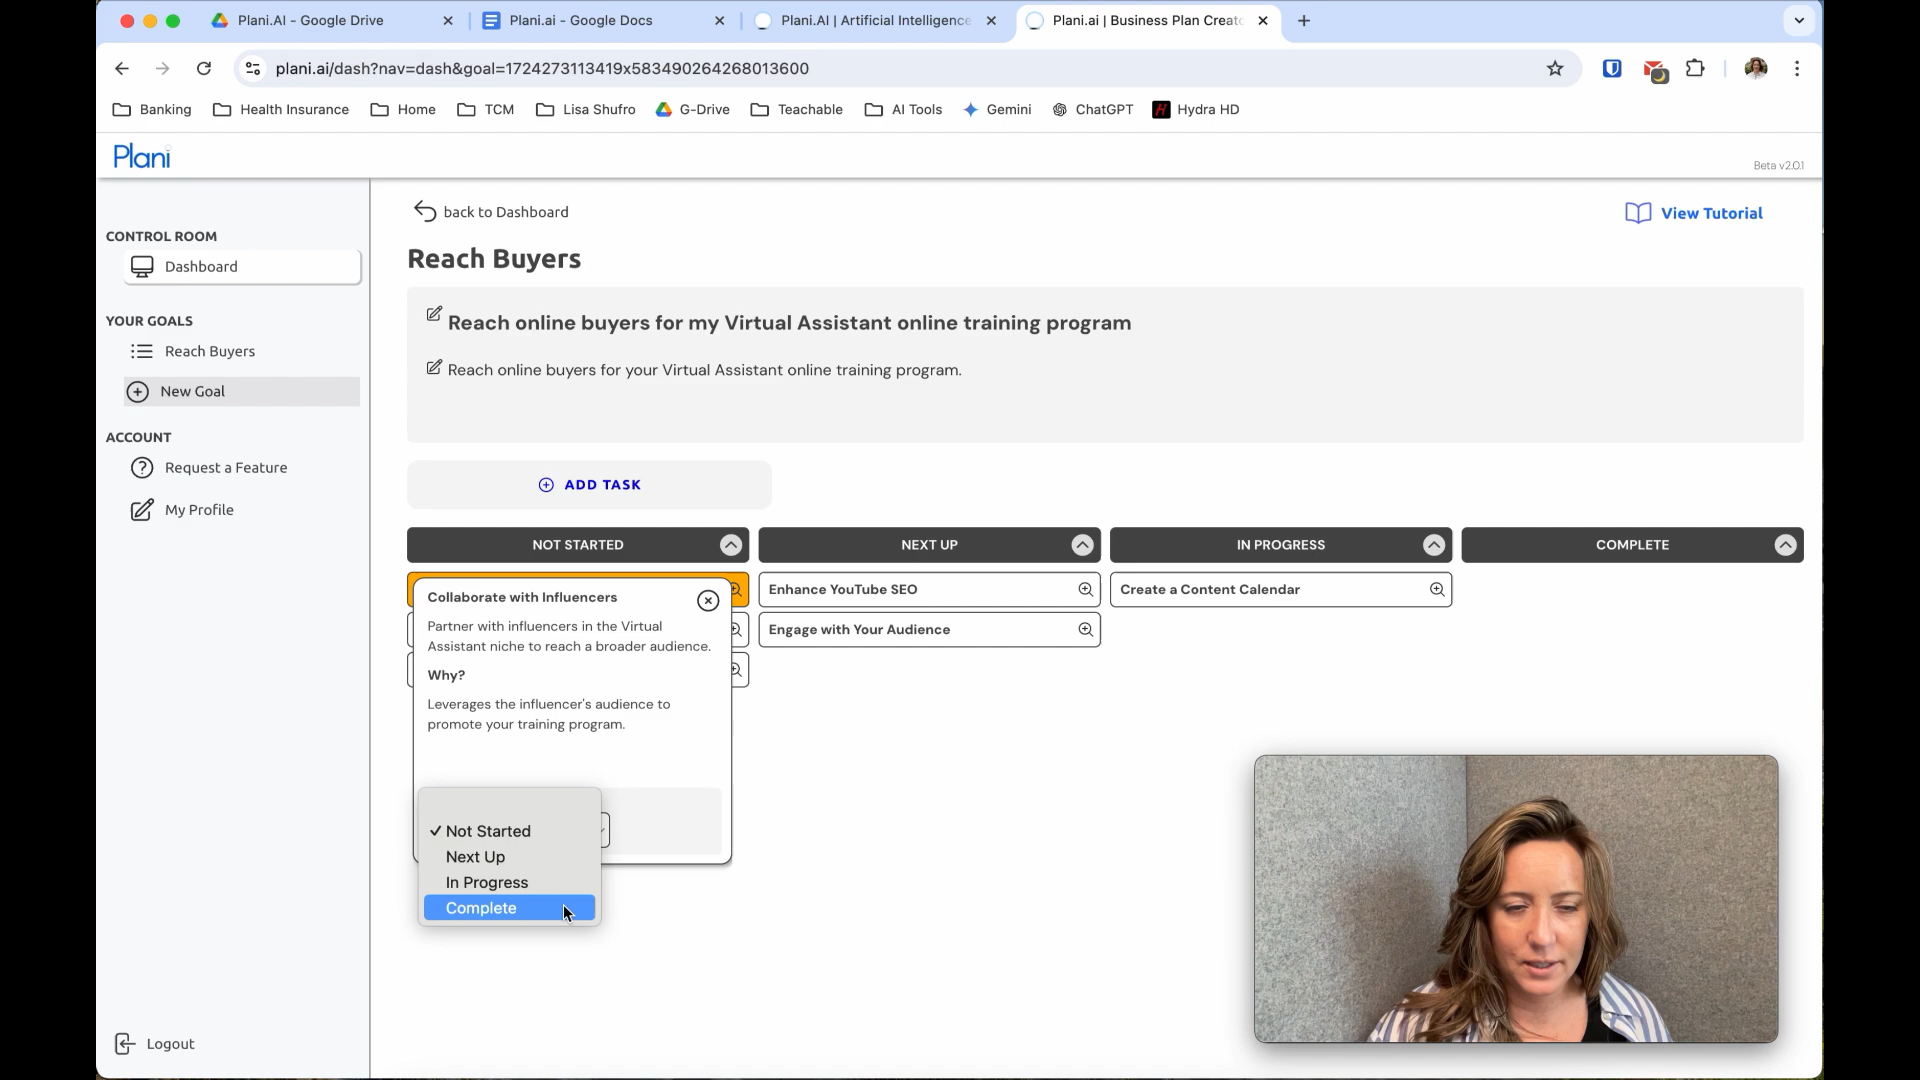 Plani.AI - Google Drive
Plani.ai - Google Docs
Plani.AI | Artificial Intelligence
Plani.ai | Business Plan Creato
plani.ai/dash?nav=dash&goal=1724273113419x583490264268013600
Banking
Health Insurance
Home
TCM
Lisa Shufro
G-Drive
Teachable
AI Tools
Gemini
ChatGPT
Hydra HD
Plani
Beta v2.0.1
back to Dashboard
View Tutorial
CONTROL ROOM
Dashboard
YOUR GOALS
Reach Buyers
New Goal
ACCOUNT
Request a Feature
My Profile
Logout
Reach Buyers
Reach online buyers for my Virtual Assistant online training program
Reach online buyers for your Virtual Assistant online training program.
ADD TASK
NOT STARTED
NEXT UP
IN PROGRESS
COMPLETE
Enhance YouTube SEO
Engage with Your Audience
Create a Content Calendar
Collaborate with Influencers
Partner with influencers in the Virtual
Assistant niche to reach a broader audience.
Why?
Leverages the influencer's audience to
promote your training program.
✓ Not Started
Next Up
In Progress
Complete